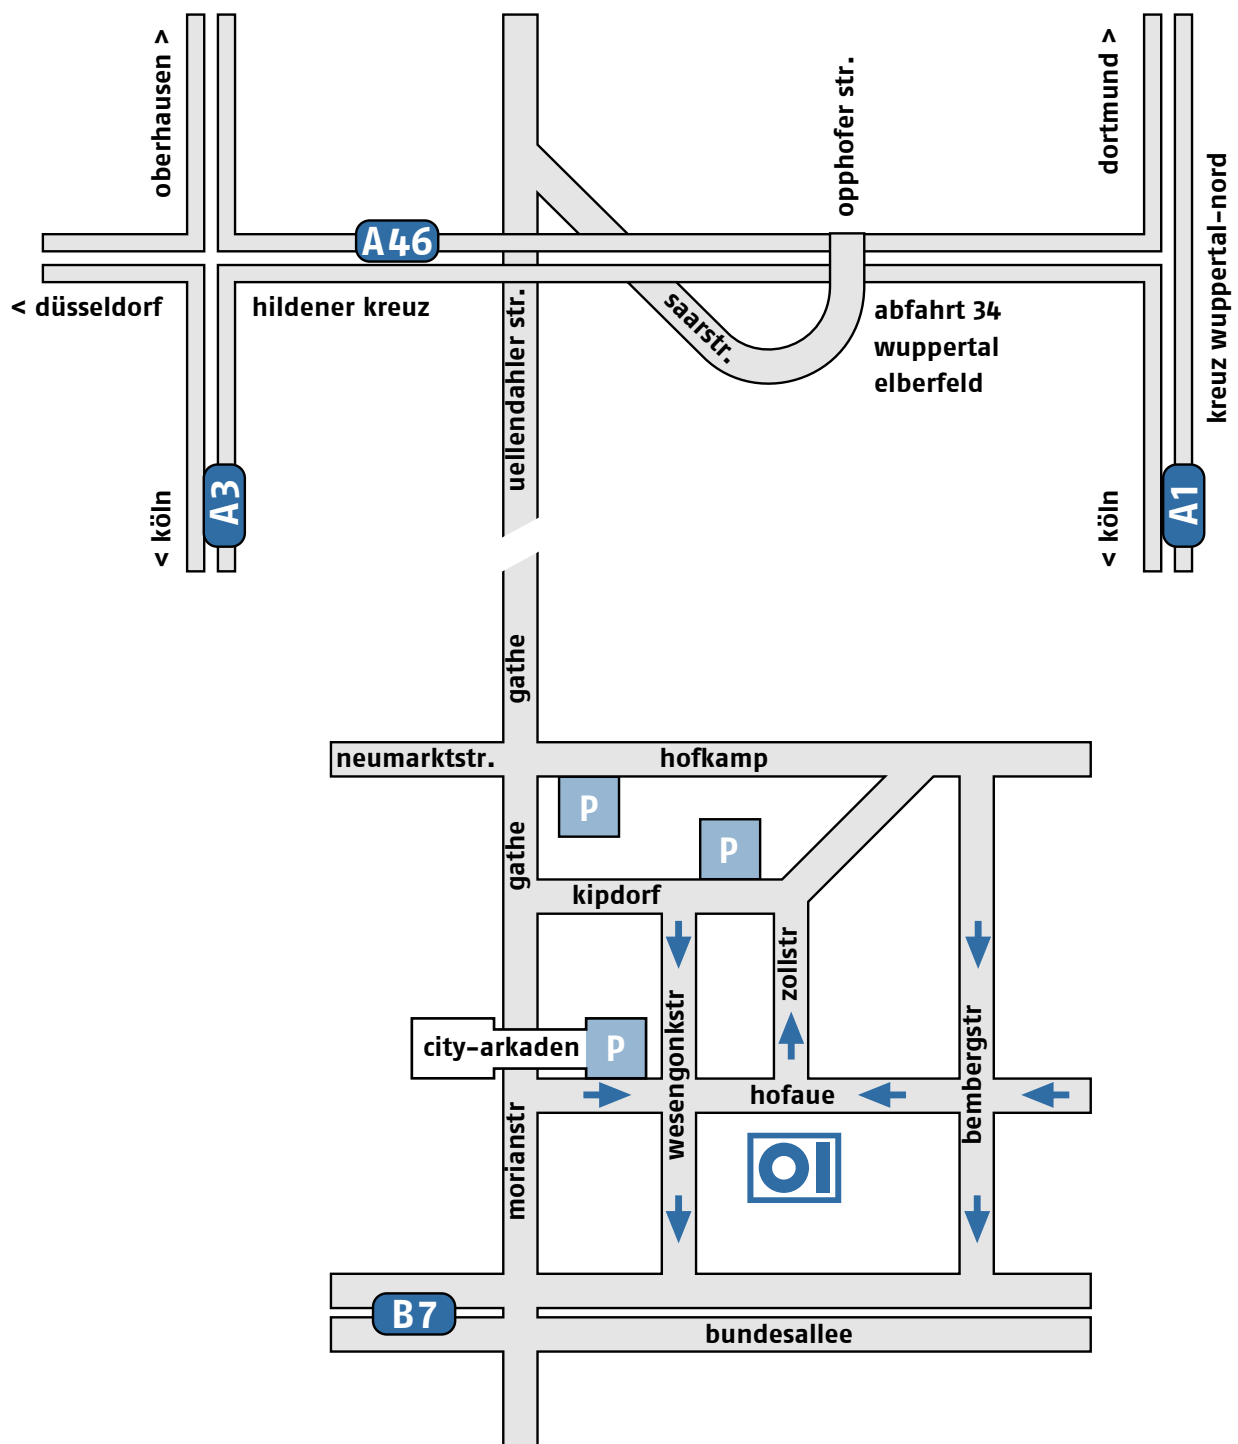 oberhausen >
opphofer str.
dortmund >
kreuz wuppertal-nord
A46
< düsseldorf
hildener kreuz
uellendahler str.
saarstr.
abfahrt 34
wuppertal
elberfeld
A3
A1
< köln
< köln
gathe
neumarktstr.
hofkamp
P
P
gathe
kipdorf
zollstr
wesengonkstr
bembergstr
city-arkaden
P
hofaue
morianstr
B7
bundesallee